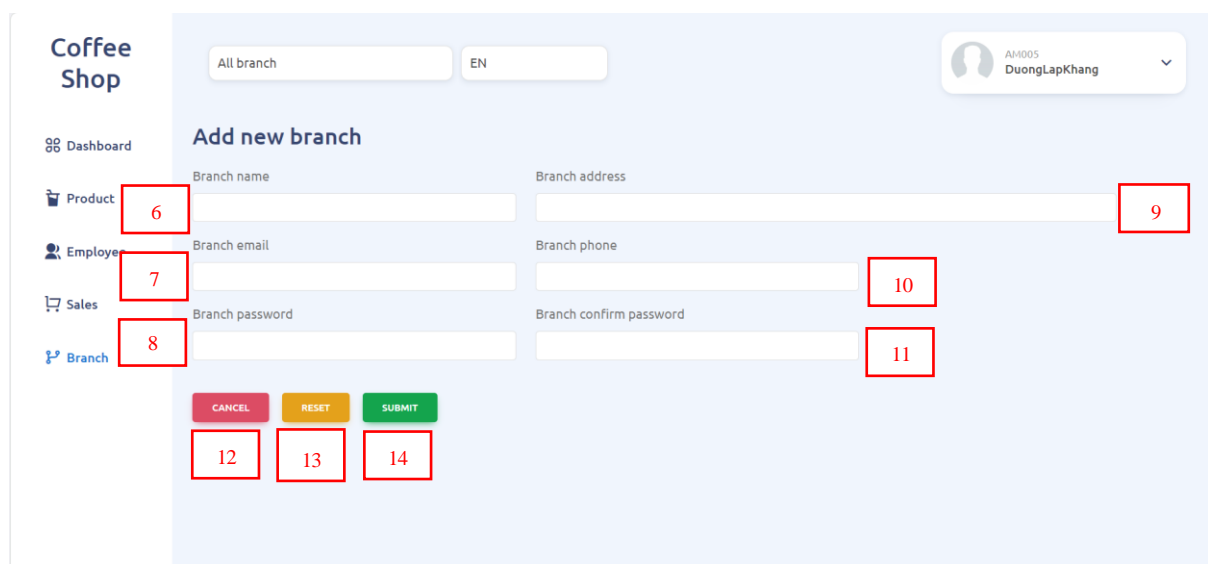 Coffee
Shop
All branch
EN
AM005
DuongLapKhang
Dashboard
Product
Employee
Sales
Branch
Add new branch
Branch name
Branch address
6
9
Branch email
Branch phone
7
10
Branch password
Branch confirm password
8
11
CANCEL
RESET
SUBMIT
12
13
14